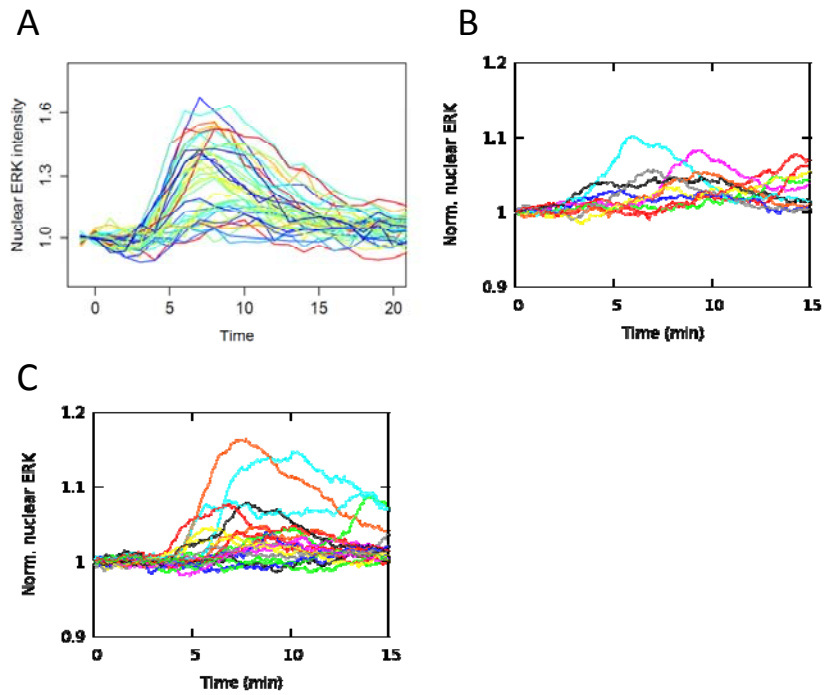 A
Nuclear ERK intensity
1.6
1.3
1.0
0 5 10 15 20
Time
B
Norm. nuclear ERK
1.2
1.1
1
0.9
0 5 10 15
Time (min)
C
Norm. nuclear ERK
1.2
1.1
1
0.9
0 5 10 15
Time (min)